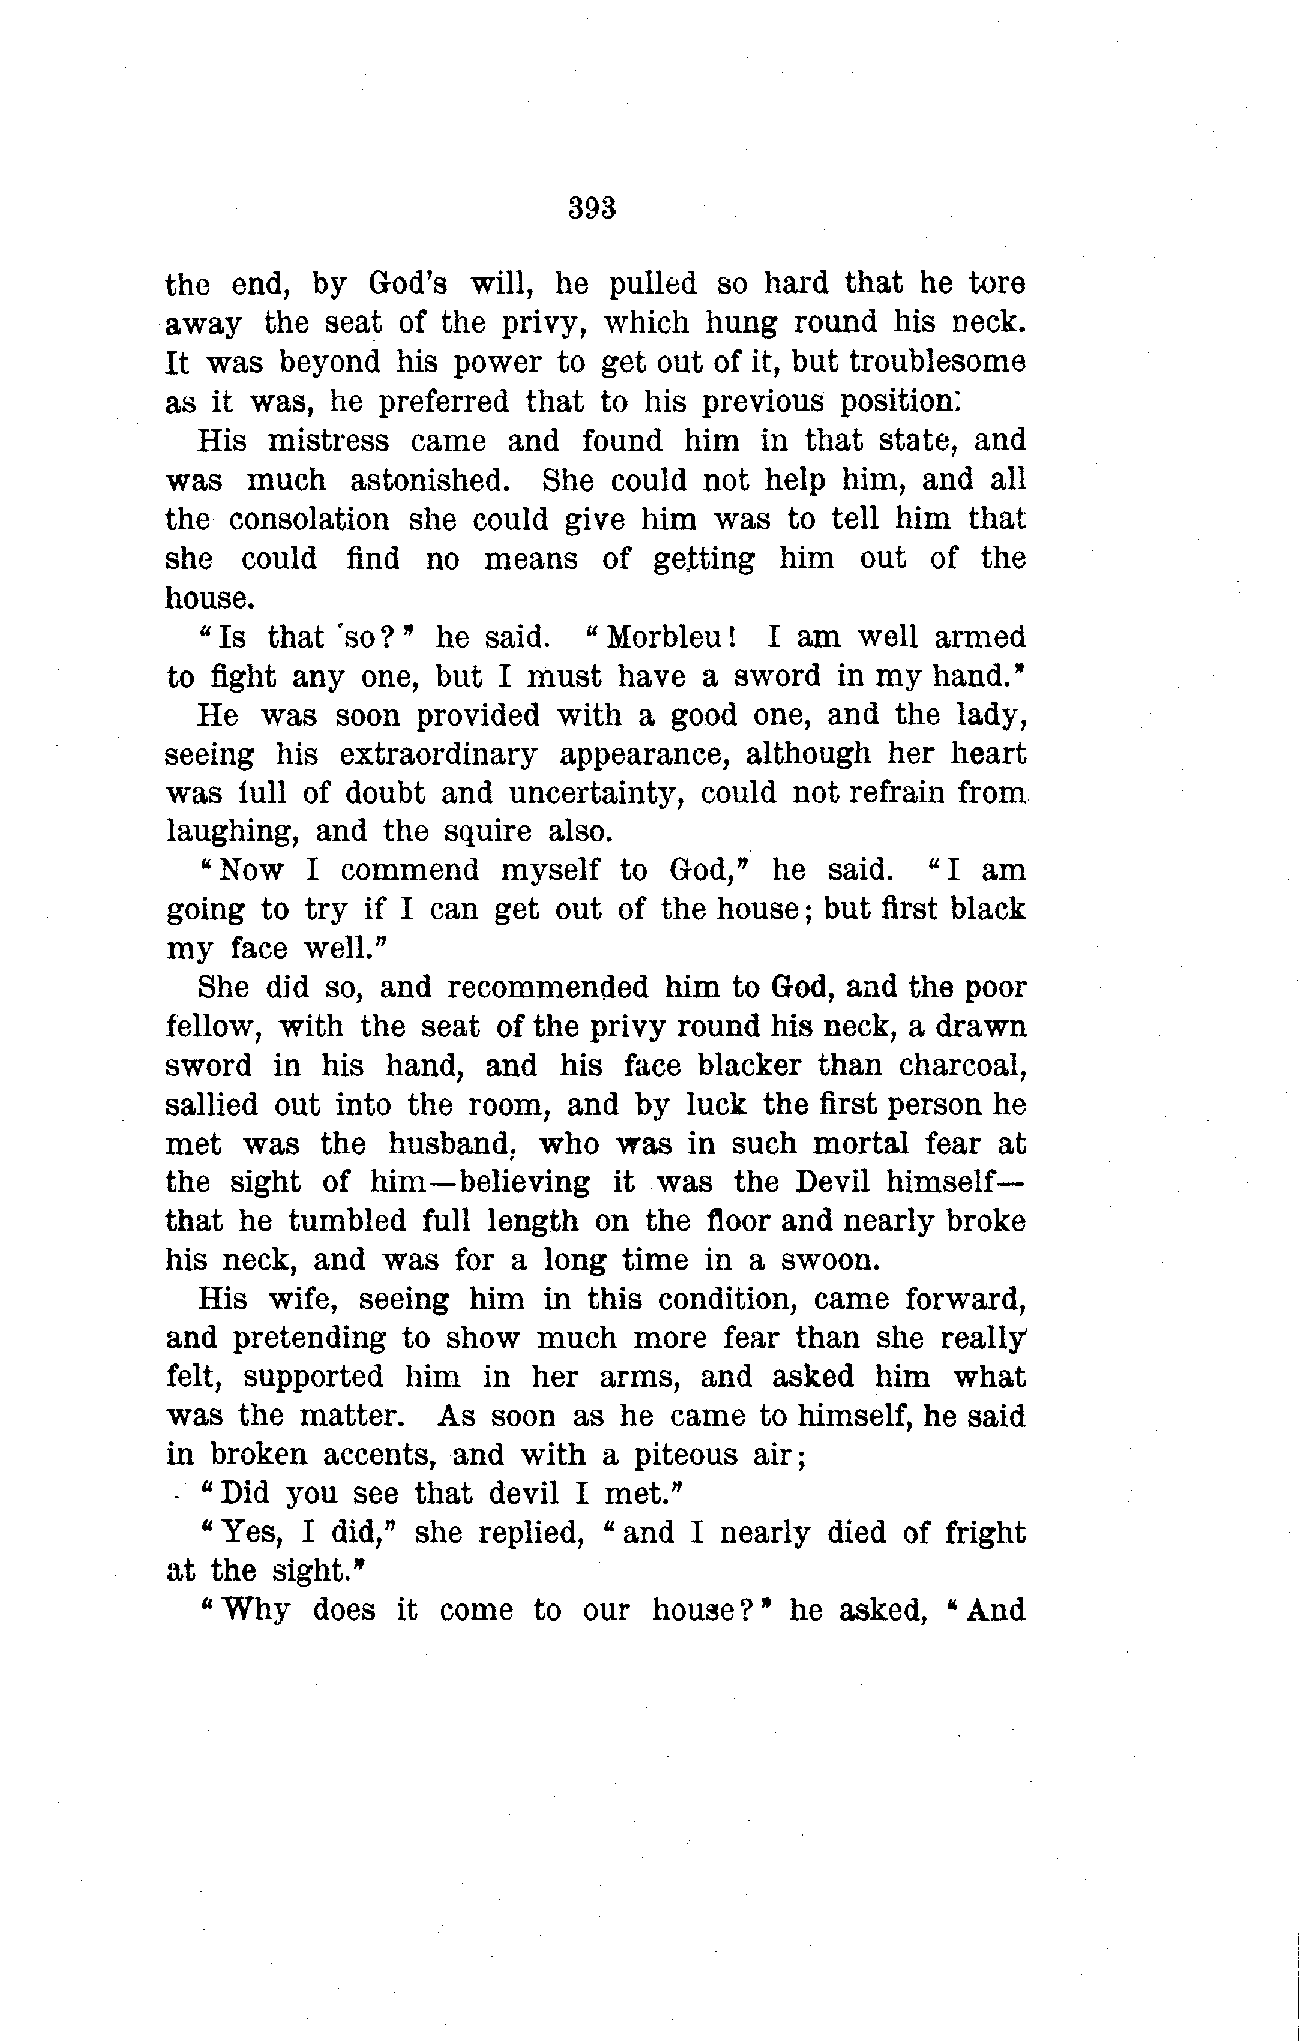 393
the end, by God's will, he pulled so hard that he tore
away the seat of the privy, which hung round his neck.
It was beyond his power to get out of it, but troublesome
as it was, he preferred that to his previous position:
His mistress came and found him in that state, and
was much astonished. She could not help him, and all
the consolation she could give him was to tell him that
she could find no means of getting him out of the
house.
"Is that so?" he said. "Morbleu! I am well armed
to fight any one, but I must have a sword in my hand."
He was soon provided with a good one, and the lady,
seeing his extraordinary appearance, although her heart
was full of doubt and uncertainty, could not refrain from
laughing, and the squire also.
"Now I commend myself to God," he said. "I am
going to try if I can get out of the house; but first black
my face well."
She did so, and recommended him to God, and the poor
fellow, with the seat of the privy round his neck, a drawn
sword in his hand, and his face blacker than charcoal,
sallied out into the room, and by luck the first person he
met was the husband, who was in such mortal fear at
the sight of him—believing it was the Devil himself—
that he tumbled full length on the floor and nearly broke
his neck, and was for a long time in a swoon.
His wife, seeing him in this condition, came forward,
and pretending to show much more fear than she really
felt, supported him in her arms, and asked him what
was the matter. As soon as he came to himself, he said
in broken accents, and with a piteous air;
"Did you see that devil I met."
"Yes, I did," she replied, "and I nearly died of fright
at the sight."
"Why does it come to our house?" he asked, "And